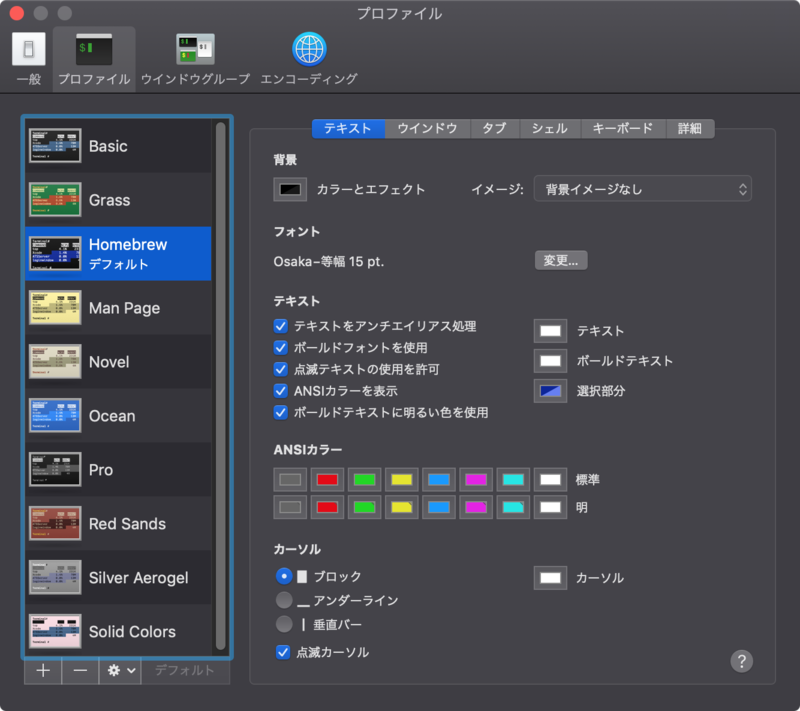 プロファイル
一般
プロファイル
ウインドウグループ
エンコーディング
Basic
Grass
Homebrew
デフォルト
Man Page
Novel
Ocean
Pro
Red Sands
Silver Aerogel
Solid Colors
デフォルト
テキスト ウインドウ タブ シェル キーボード 詳細
背景
カラーとエフェクト イメージ: 背景イメージなし
フォント
Osaka−等幅 15 pt. 変更...
テキスト
テキストをアンチエイリアス処理
ボールドフォントを使用
点滅テキストの使用を許可
ANSIカラーを表示
ボールドテキストに明るい色を使用
テキスト
ボールドテキスト
選択部分
ANSIカラー
標準
明
カーソル
ブロック
アンダーライン
垂直バー
点滅カーソル
カーソル
?